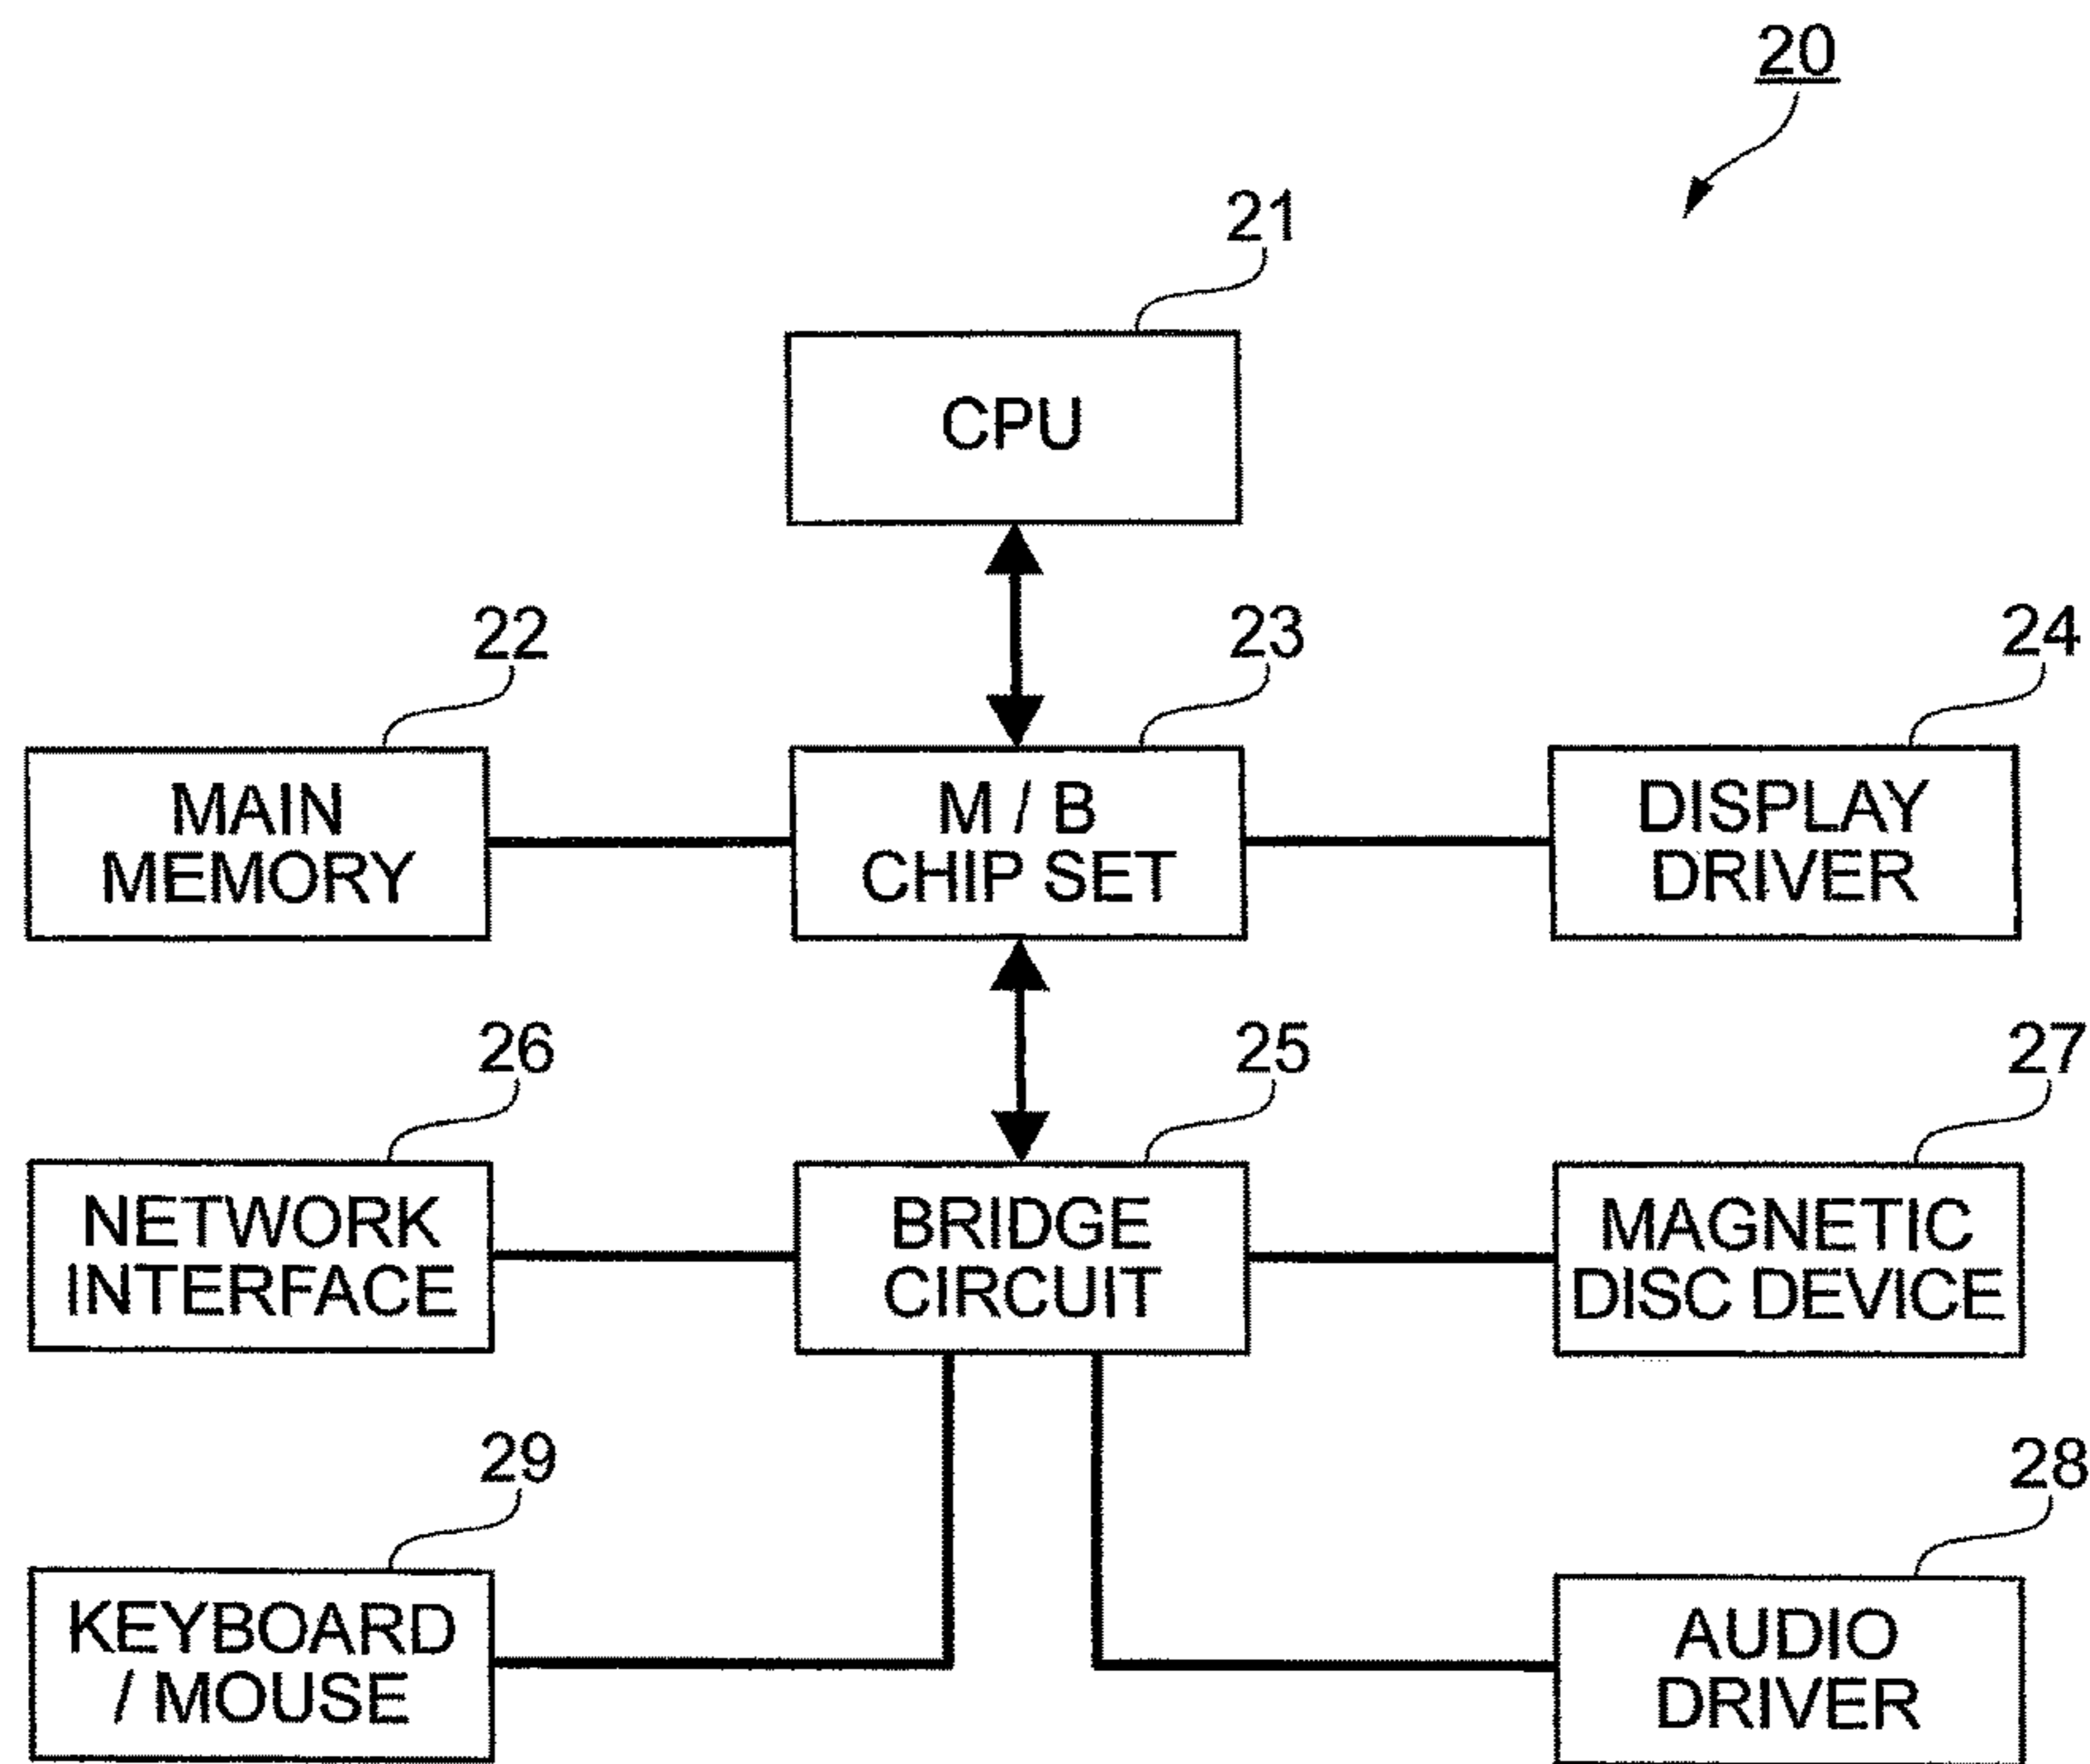 20
21
CPU
22
23
24
MAIN
MEMORY
M / B
CHIP SET
DISPLAY
DRIVER
26
25
27
NETWORK
INTERFACE
BRIDGE
CIRCUIT
MAGNETIC
DISC DEVICE
29
28
KEYBOARD
/ MOUSE
AUDIO
DRIVER